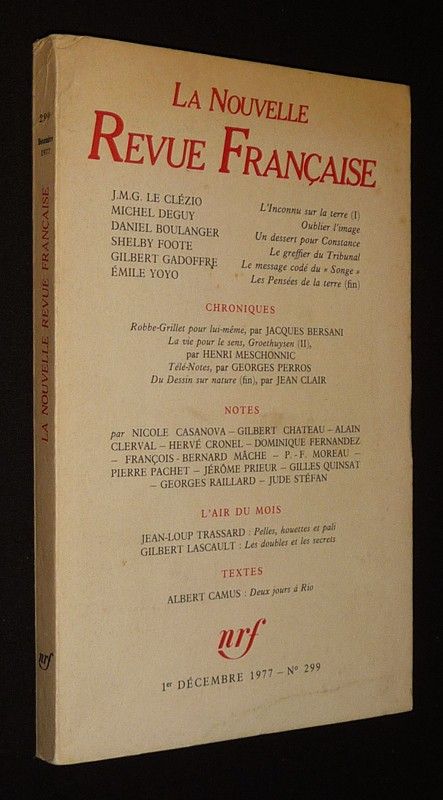 LA NOUVELLE
REVUE FRANÇAISE
J.M.G. LE CLÉZIO L'Inconnu sur la terre (I)
MICHEL DEGUY Oublier l'image
DANIEL BOULANGER Un dessert pour Constance
SHELBY FOOTE Le greffier du Tribunal
GILBERT GADOFFRE Le message codé du « Songe »
ÉMILE YOYO Les Pensées de la terre (fin)
CHRONIQUES
Robbe-Grillet pour lui-même, par JACQUES BERSANI
La vie pour le sens, Groethuysen (II),
par HENRI MESCHONNIC
Télé-Notes, par GEORGES PERROS
Du Dessin sur nature (fin), par JEAN CLAIR
NOTES
par NICOLE CASANOVA – GILBERT CHATEAU – ALAIN
CLERVAL – HERVÉ CRONEL – DOMINIQUE FERNANDEZ
– FRANÇOIS-BERNARD MÂCHE – P.-F. MOREAU –
PIERRE PACHET – JÉRÔME PRIEUR – GILLES QUINSAT
– GEORGES RAILLARD – JUDE STÉFAN
L'AIR DU MOIS
JEAN-LOUP TRASSARD : Pelles, houettes et pali
GILBERT LASCAULT : Les doubles et les secrets
TEXTES
ALBERT CAMUS : Deux jours à Rio
nrf
1er DÉCEMBRE 1977 – N° 299
299
Décembre
1977
LA NOUVELLE REVUE FRANÇAISE
nrf